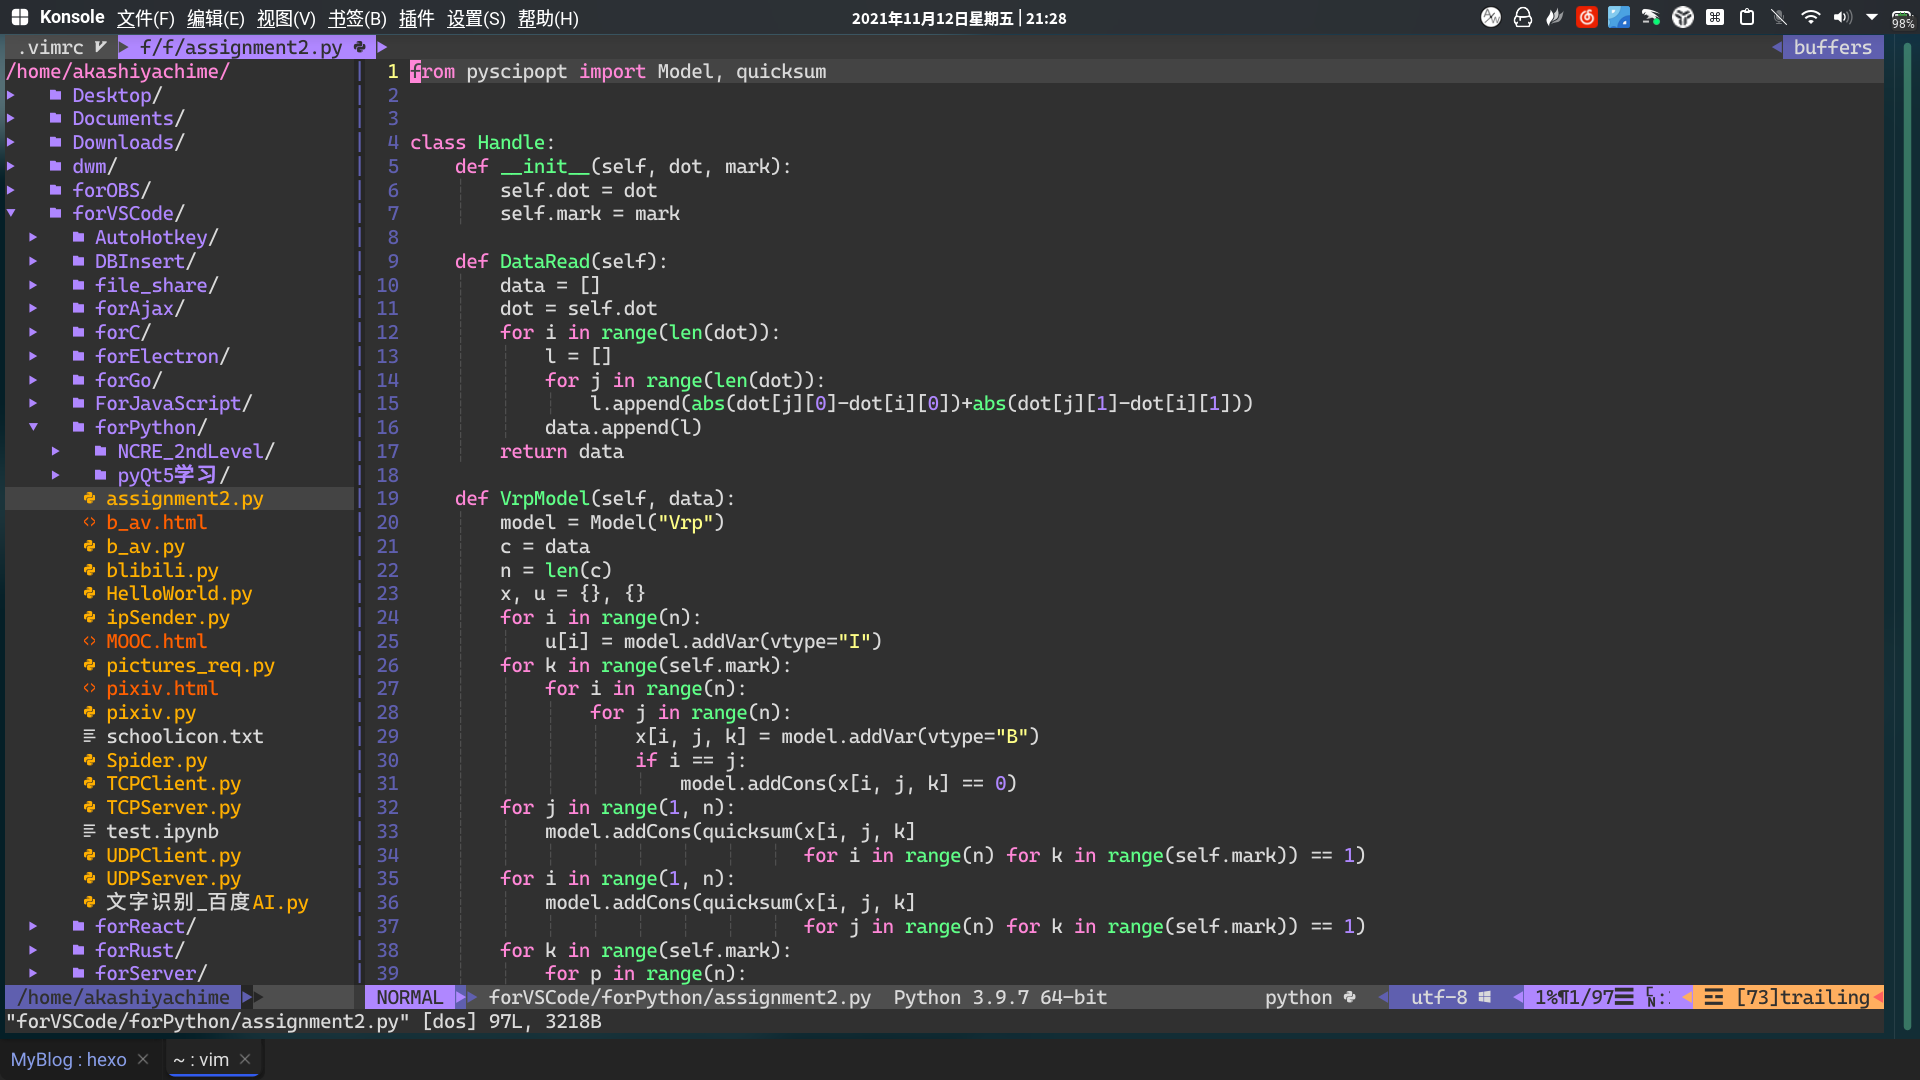 Konsole 文件(F) 编辑(E) 视图(V) 书签(B) 插件 设置(S) 帮助(H)
2021年11月12日星期五 | 21:28
98%
.vimrc f/f/assignment2.py buffers
/home/akashiyachime/
Desktop/
Documents/
Downloads/
dwm/
forOBS/
forVSCode/
AutoHotkey/
DBInsert/
file_share/
forAjax/
forC/
forElectron/
forGo/
ForJavaScript/
forPython/
NCRE_2ndLevel/
pyQt5学习/
assignment2.py
b_av.html
b_av.py
blibili.py
HelloWorld.py
ipSender.py
MOOC.html
pictures_req.py
pixiv.html
pixiv.py
schoolicon.txt
Spider.py
TCPClient.py
TCPServer.py
test.ipynb
UDPClient.py
UDPServer.py
文字识别_百度AI.py
forReact/
forRust/
forServer/
1 from pyscipopt import Model, quicksum
2
3
4 class Handle:
5     def __init__(self, dot, mark):
6         self.dot = dot
7         self.mark = mark
8
9     def DataRead(self):
10         data = []
11         dot = self.dot
12         for i in range(len(dot)):
13             l = []
14             for j in range(len(dot)):
15                 l.append(abs(dot[j][0]-dot[i][0])+abs(dot[j][1]-dot[i][1]))
16             data.append(l)
17         return data
18
19     def VrpModel(self, data):
20         model = Model("Vrp")
21         c = data
22         n = len(c)
23         x, u = {}, {}
24         for i in range(n):
25             u[i] = model.addVar(vtype="I")
26         for k in range(self.mark):
27             for i in range(n):
28                 for j in range(n):
29                     x[i, j, k] = model.addVar(vtype="B")
30                     if i == j:
31                         model.addCons(x[i, j, k] == 0)
32         for j in range(1, n):
33             model.addCons(quicksum(x[i, j, k]
34                                    for i in range(n) for k in range(self.mark)) == 1)
35         for i in range(1, n):
36             model.addCons(quicksum(x[i, j, k]
37                                    for j in range(n) for k in range(self.mark)) == 1)
38         for k in range(self.mark):
39             for p in range(n):
/home/akashiyachime NORMAL forVSCode/forPython/assignment2.py Python 3.9.7 64-bit python utf-8 1%¶1/97☰ [73]trailing
"forVSCode/forPython/assignment2.py" [dos] 97L, 3218B
MyBlog : hexo ~ : vim